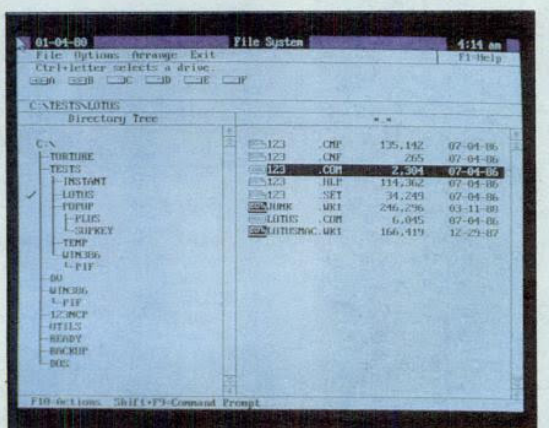 01-04-80 File System 4:14 am
File Options Arrange Exit F1=Help
Ctrl+letter selects a drive.
A B C D E F
C:\TESTS\LOTUS
Directory Tree *.*
C:\
TORTURE
TESTS
INSTANT
LOTUS
POPUP
PLUS
SUPKEY
TEMP
WIN386
PIF
DV
WIN386
PIF
123NCP
UTILS
READY
BACKUP
DOS
123 .CMP 135,142 07-04-86
123 .CNF 265 07-04-86
123 .COM 2,304 07-04-86
123 .HLP 114,362 07-04-86
123 .SET 34,249 07-04-86
JUNK .WK1 246,296 03-11-88
LOTUS .COM 6,045 07-04-86
LOTUSMAC.WK1 166,419 12-29-87
F10-Actions Shift+F9=Command Prompt